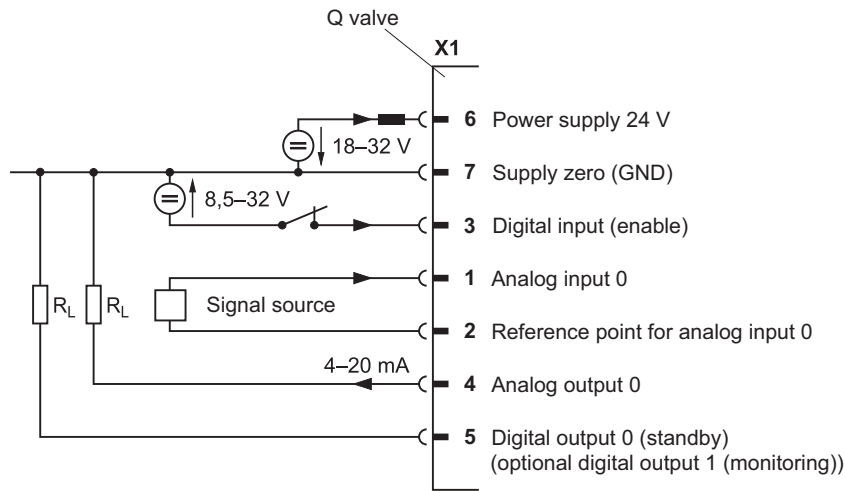 Q valve
X1
6 Power supply 24 V
18–32 V
7 Supply zero (GND)
8,5–32 V
3 Digital input (enable)
1 Analog input 0
RL RL Signal source
2 Reference point for analog input 0
4–20 mA
4 Analog output 0
5 Digital output 0 (standby)
(optional digital output 1 (monitoring))